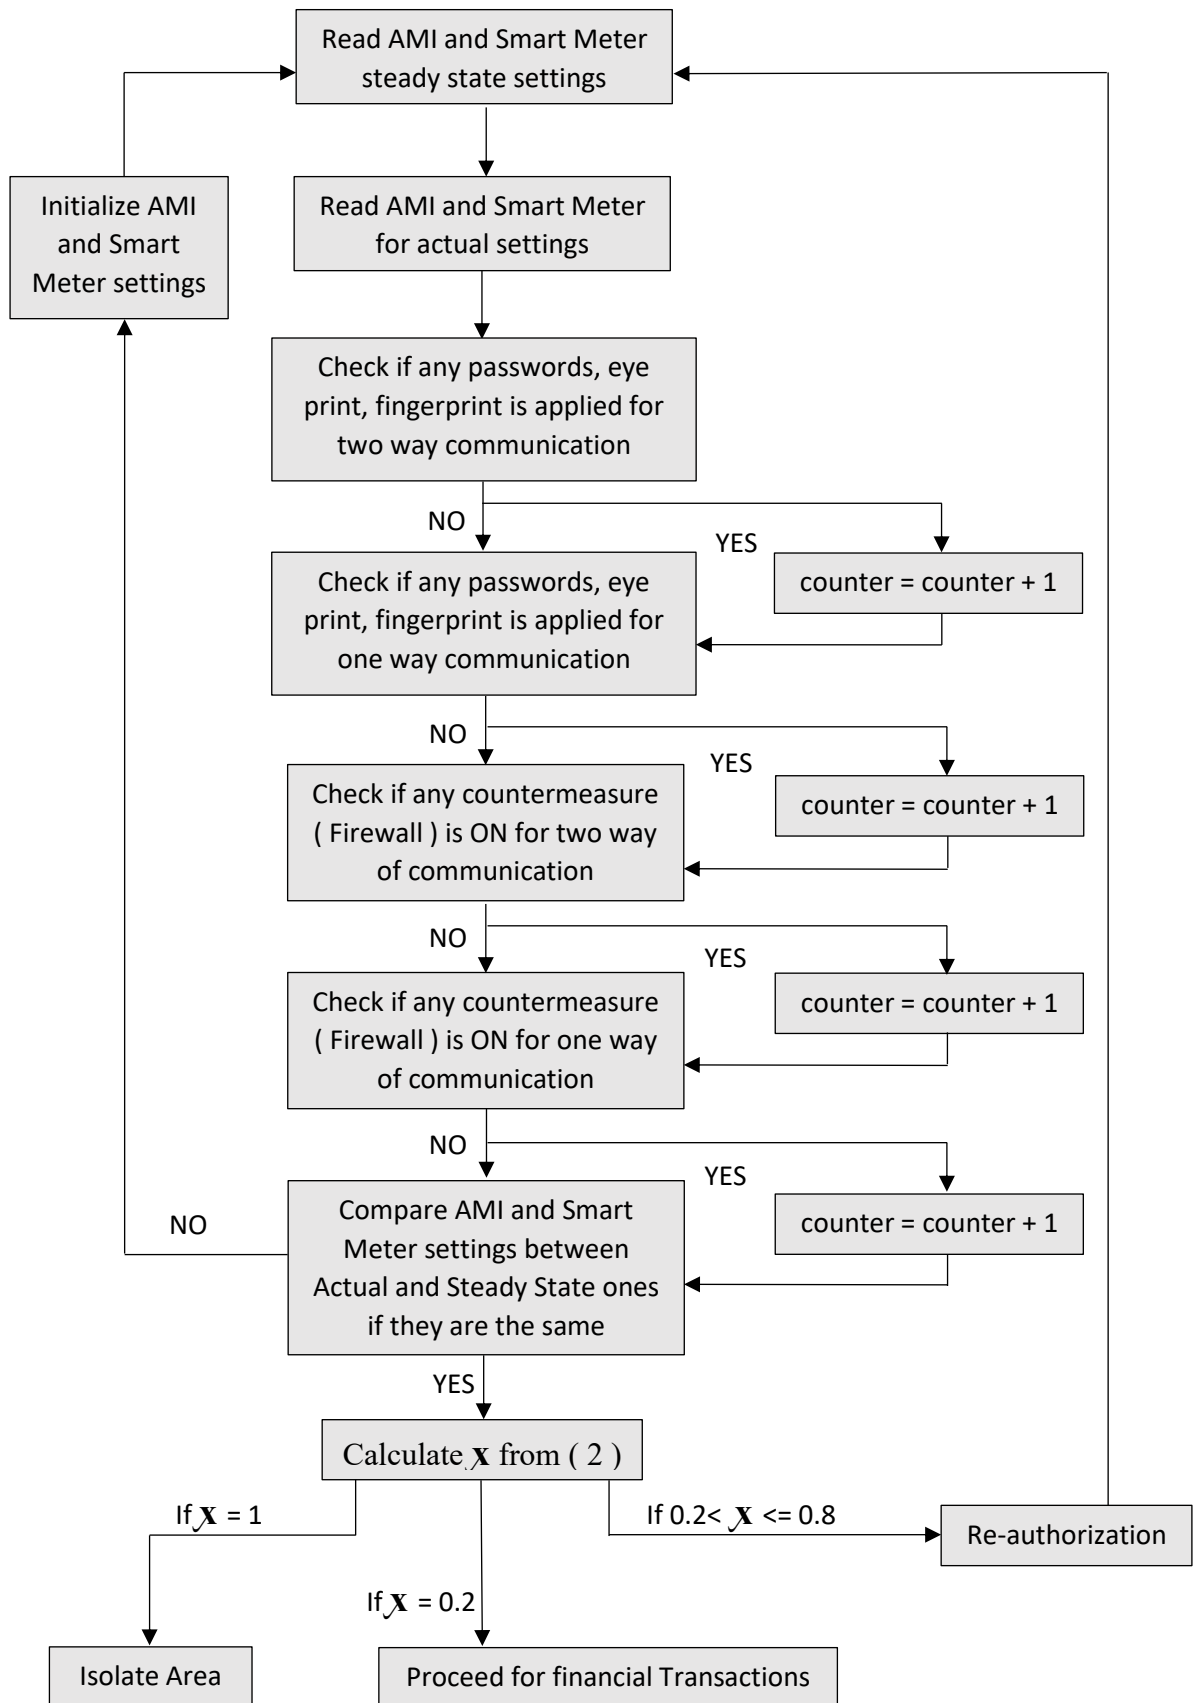 Read AMI and Smart Meter
steady state settings
Initialize AMI
and Smart
Meter settings
Read AMI and Smart Meter
for actual settings
Check if any passwords, eye
print, fingerprint is applied for
two way communication
NO
YES
counter = counter + 1
Check if any passwords, eye
print, fingerprint is applied for
one way communication
NO
YES
counter = counter + 1
Check if any countermeasure
( Firewall ) is ON for two way
of communication
NO
YES
counter = counter + 1
Check if any countermeasure
( Firewall ) is ON for one way
of communication
NO
YES
counter = counter + 1
NO
Compare AMI and Smart
Meter settings between
Actual and Steady State ones
if they are the same
YES
Calculate x from ( 2 )
If x = 1
If 0.2< x <= 0.8
Re-authorization
If x = 0.2
Isolate Area
Proceed for financial Transactions